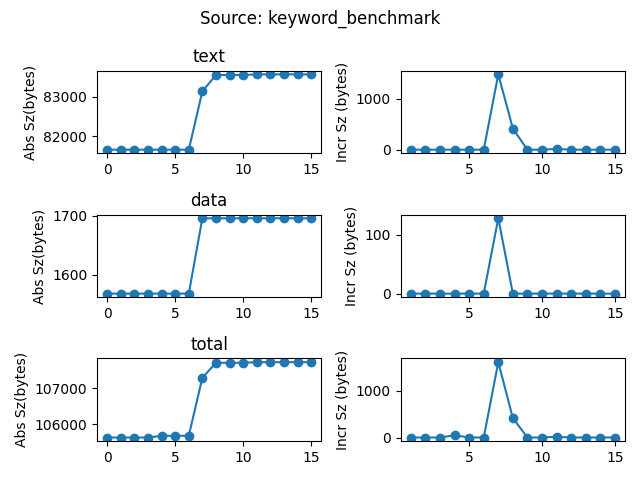 Source: keyword_benchmark
text
Abs Sz(bytes)
83000
82000
0 5 10 15
Incr Sz (bytes)
1000
0
5 10 15
data
Abs Sz(bytes)
1700
1600
0 5 10 15
Incr Sz (bytes)
100
0
5 10 15
total
Abs Sz(bytes)
107000
106000
0 5 10 15
Incr Sz (bytes)
1000
0
5 10 15